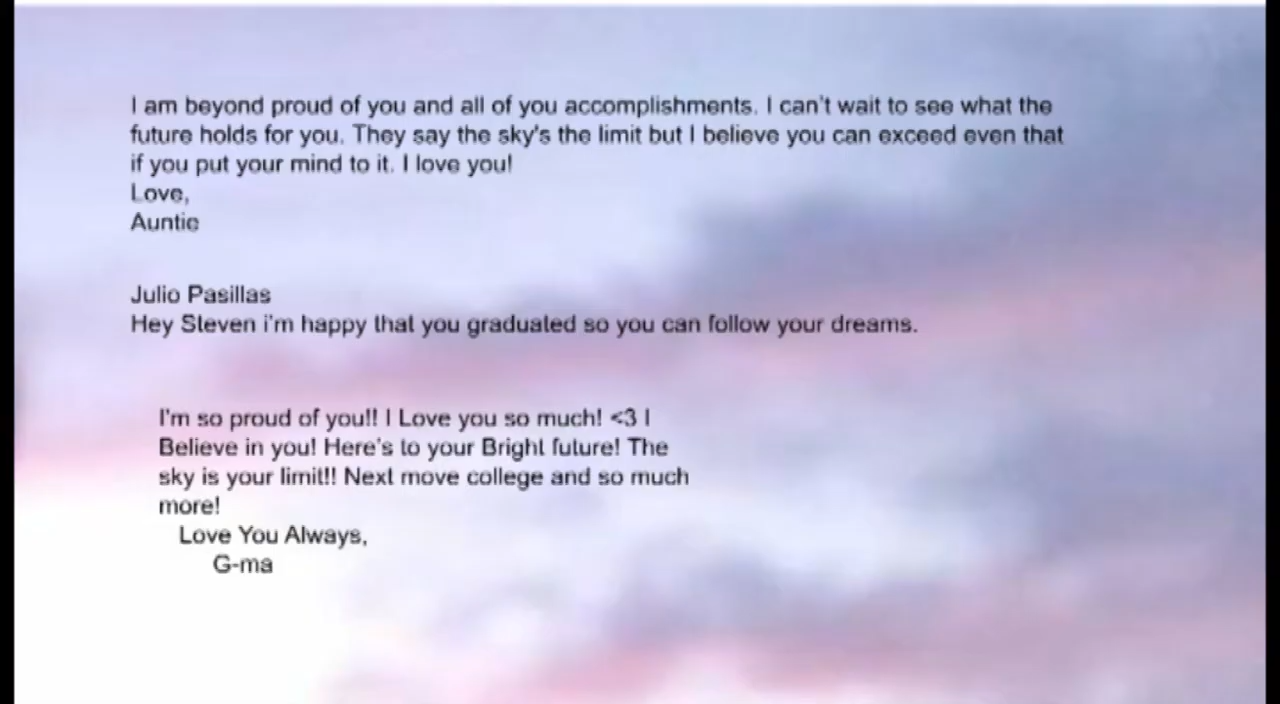 I am beyond proud of you and all of you accomplishments. I can't wait to see what the
future holds for you. They say the sky's the limit but I believe you can exceed even that
if you put your mind to it. I love you!
Love,
Auntie
Julio Pasillas
Hey Steven i'm happy that you graduated so you can follow your dreams.
I'm so proud of you!! I Love you so much! <3 I
Believe in you! Here's to your Bright future! The
sky is your limit!! Next move college and so much
more!
Love You Always,
G-ma